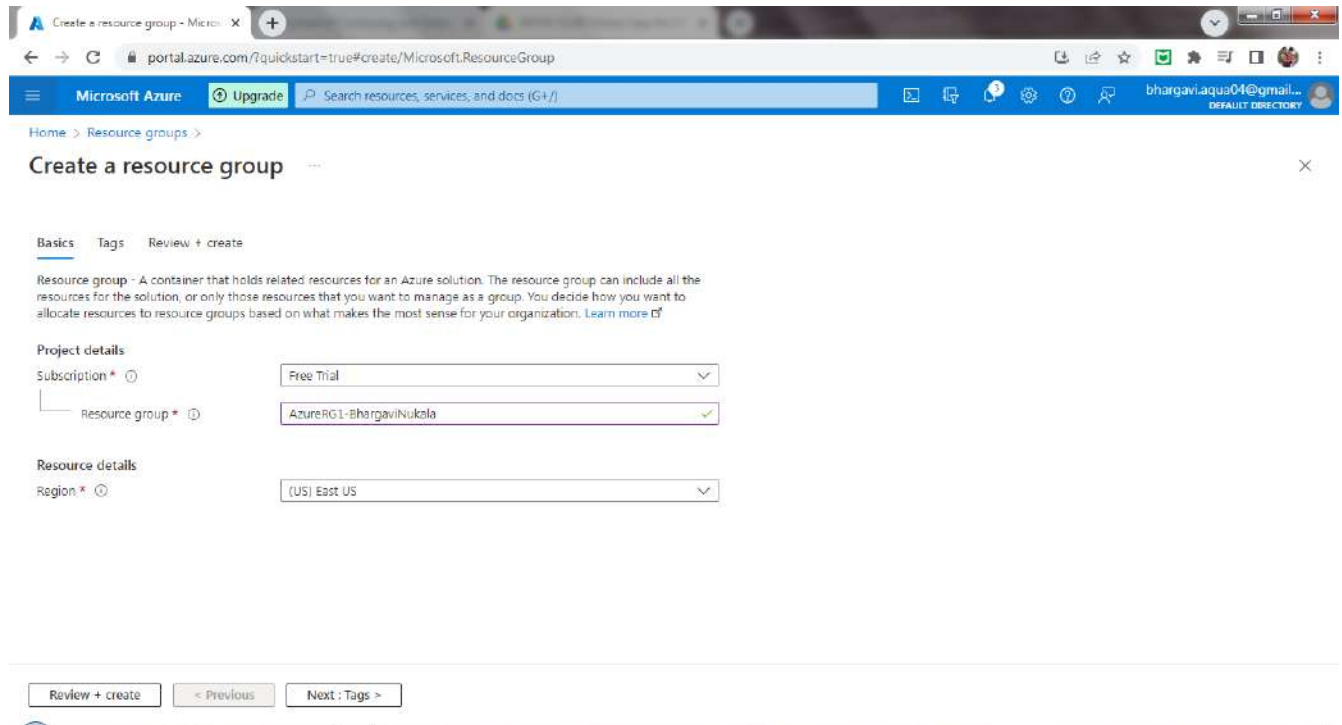 Create a resource group - Micro
portal.azure.com/?quickstart=true#create/Microsoft.ResourceGroup
Microsoft Azure
Upgrade
Search resources, services, and docs (G+/)
3
bhargavi.aqua04@gmail...
DEFAULT DIRECTORY
Home > Resource groups >
Create a resource group
...
Basics Tags Review + create
Resource group - A container that holds related resources for an Azure solution. The resource group can include all the
resources for the solution, or only those resources that you want to manage as a group. You decide how you want to
allocate resources to resource groups based on what makes the most sense for your organization. Learn more
Project details
Subscription * Free Trial
Resource group * AzureRG1-BhargaviNukala
Resource details
Region * (US) East US
Review + create < Previous Next : Tags >